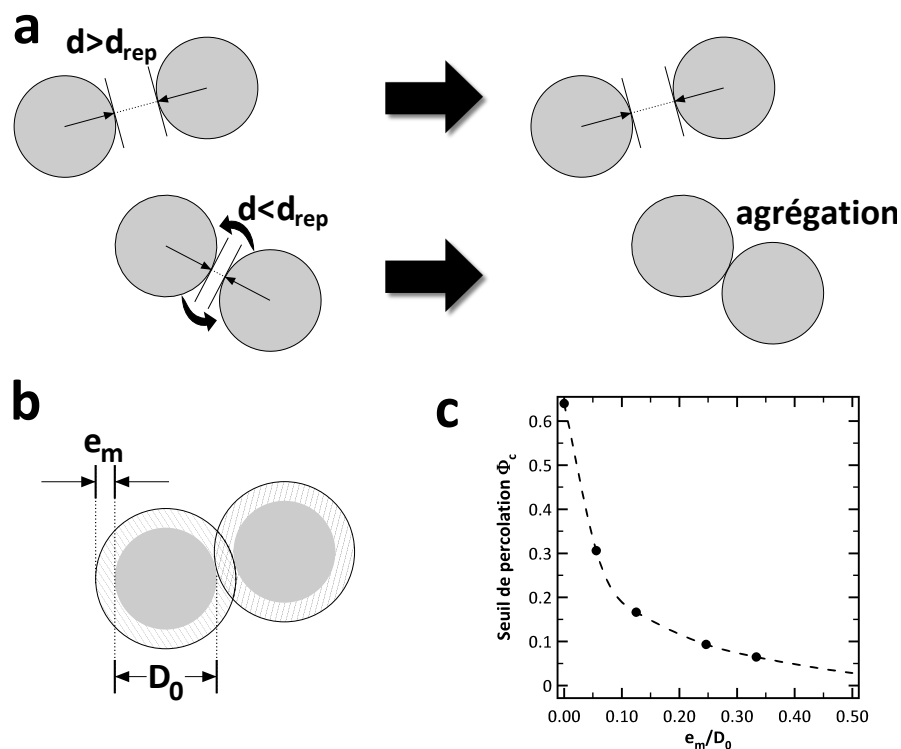 a
d>drep
d<drep
agrégation
b
em
D0
c
Seuil de percolation Φc
0.6
0.5
0.4
0.3
0.2
0.1
0
0.00 0.10 0.20 0.30 0.40 0.50
em/D0